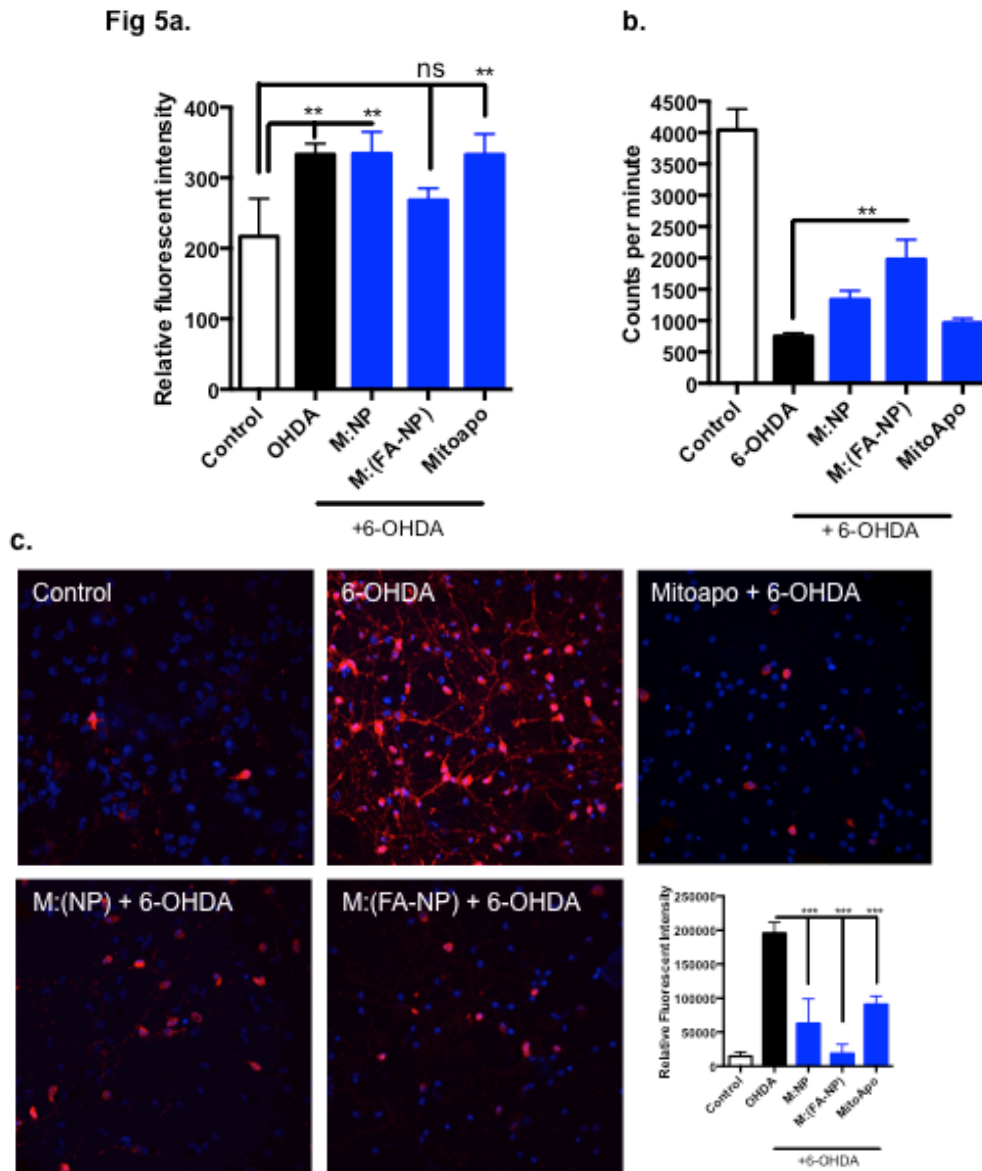 Fig 5a.
ns
**
**
**
Relative fluorescent intensity
400
300
200
100
0
Control
OHDA
M:NP
M:(FA-NP)
Mitoapo
+6-OHDA
b.
**
Counts per minute
4500
4000
3500
3000
2500
2000
1500
1000
500
0
Control
6-OHDA
M:NP
M:(FA-NP)
MitoApo
+ 6-OHDA
c.
Control
6-OHDA
Mitoapo + 6-OHDA
M:(NP) + 6-OHDA
M:(FA-NP) + 6-OHDA
***
***
***
Relative Fluorescent Intensity
250000
200000
150000
100000
50000
0
Control
OHDA
M:NP
M:(FA-NP)
MitoApo
+6-OHDA